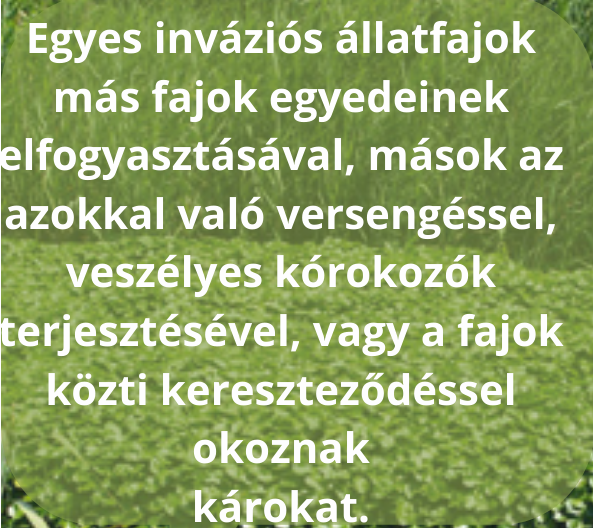 Egyes inváziós állatfajok
más fajok egyedeinek
elfogyasztásával, mások az
azokkal való versengéssel,
veszélyes kórokozók
terjesztésével, vagy a fajok
közti kereszteződéssel
okoznak
károkat.